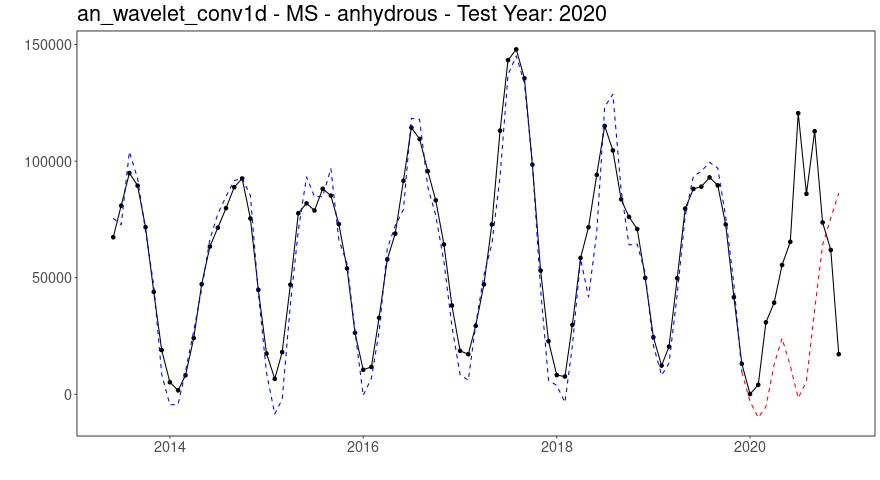 an_wavelet_conv1d - MS - anhydrous - Test Year: 2020
150000
100000
50000
0
2014 2016 2018 2020